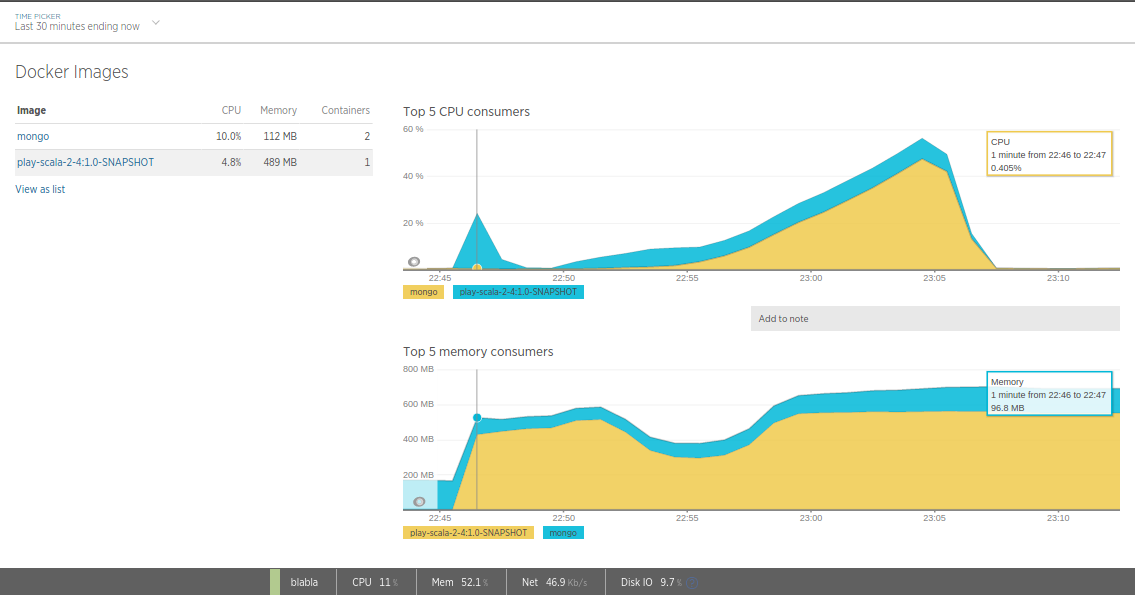 TIME PICKER
Last 30 minutes ending now
Docker Images
Image CPU Memory Containers
mongo 10.0% 112 MB 2
play-scala-2-4:1.0-SNAPSHOT 4.8% 489 MB 1
View as list
Top 5 CPU consumers
60 %
40 %
20 %
CPU
1 minute from 22:46 to 22:47
0.405%
22:45 22:50 22:55 23:00 23:05 23:10
mongo play-scala-2-4:1.0-SNAPSHOT
Add to note
Top 5 memory consumers
800 MB
600 MB
400 MB
200 MB
Memory
1 minute from 22:46 to 22:47
96.8 MB
22:45 22:50 22:55 23:00 23:05 23:10
play-scala-2-4:1.0-SNAPSHOT mongo
blabla CPU 11 % Mem 52.1 % Net 46.9 Kb/s Disk IO 9.7 %